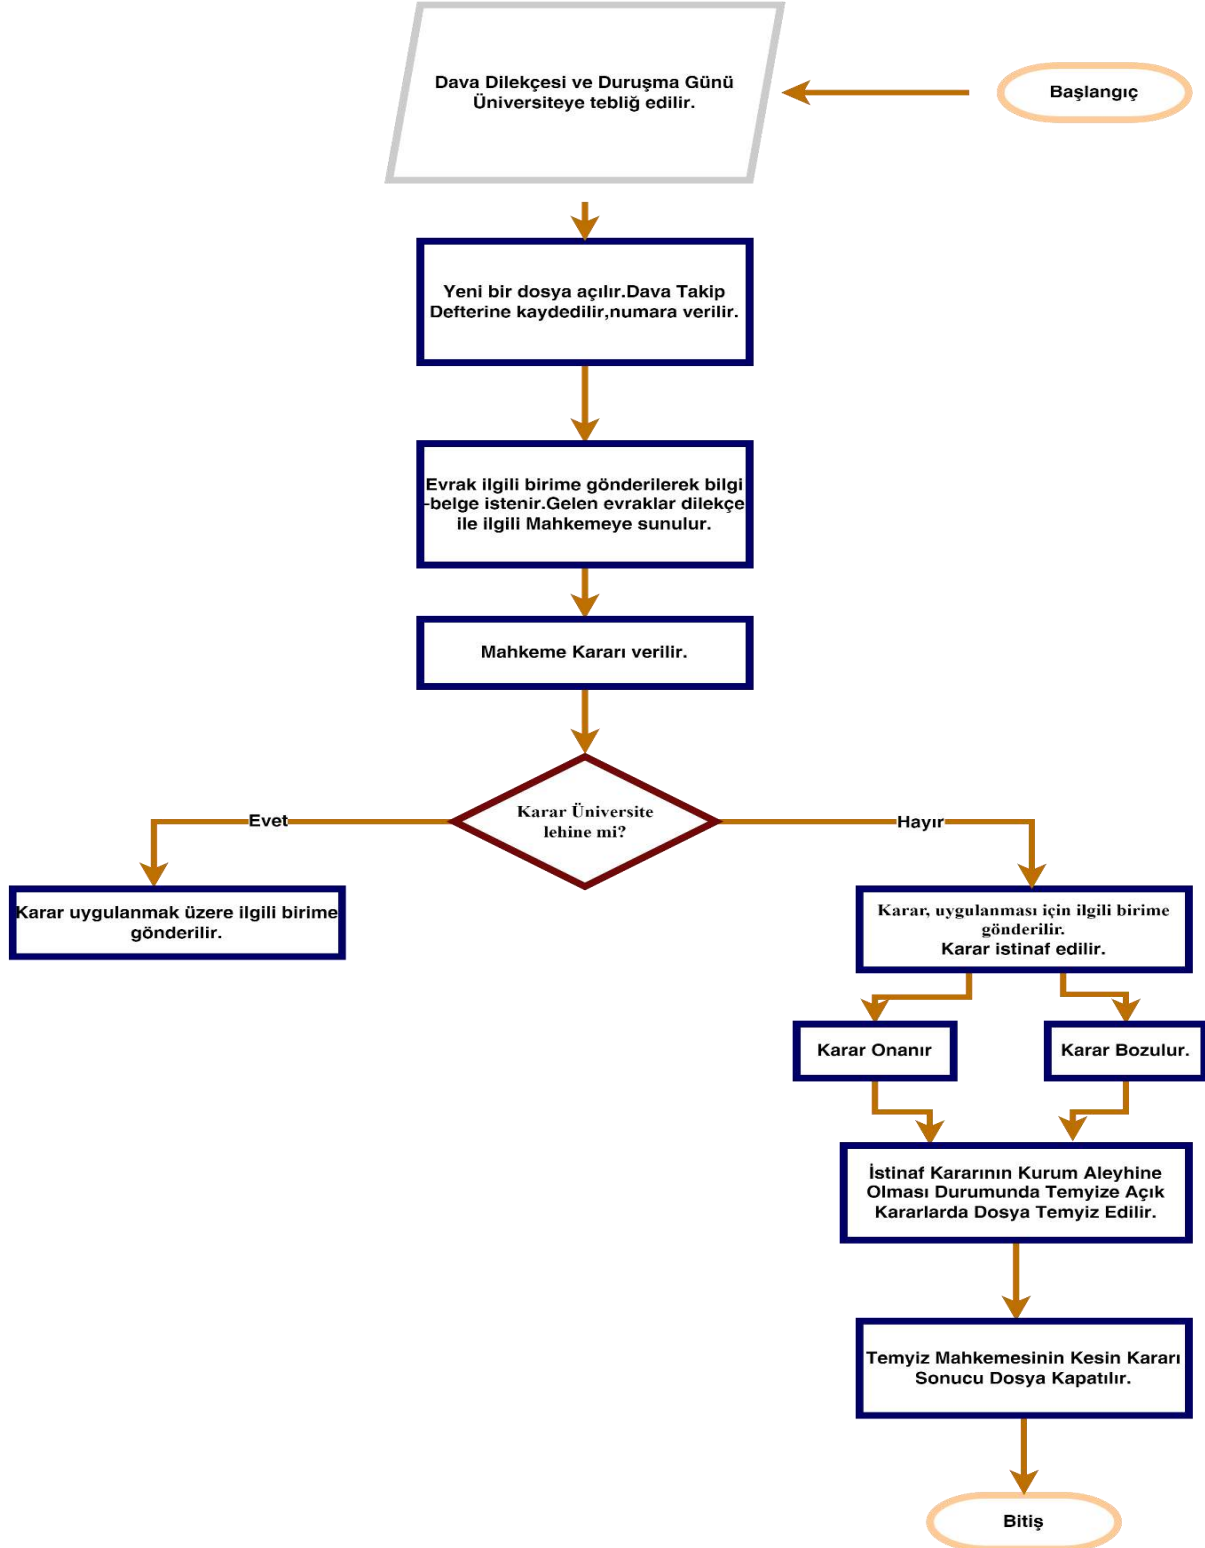 Başlangıç
Dava Dilekçesi ve Duruşma Günü
Üniversiteye tebliğ edilir.
Yeni bir dosya açılır.Dava Takip
Defterine kaydedilir,numara verilir.
Evrak ilgili birime gönderilerek bilgi
-belge istenir.Gelen evraklar dilekçe
ile ilgili Mahkemeye sunulur.
Mahkeme Kararı verilir.
Karar Üniversite
lehine mi?
Evet
Hayır
Karar uygulanmak üzere ilgili birime
gönderilir.
Karar, uygulanması için ilgili birime
gönderilir.
Karar istinaf edilir.
Karar Onanır
Karar Bozulur.
İstinaf Kararının Kurum Aleyhine
Olması Durumunda Temyize Açık
Kararlarda Dosya Temyiz Edilir.
Temyiz Mahkemesinin Kesin Kararı
Sonucu Dosya Kapatılır.
Bitiş